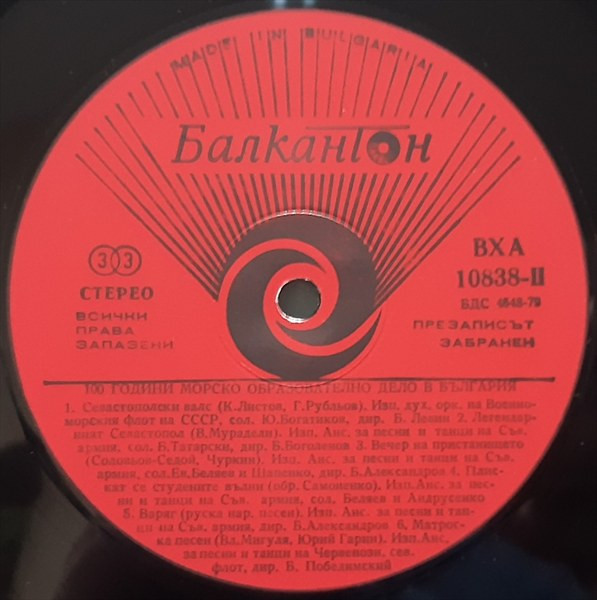 MADE IN BULGARIA
Балкантон
33
СТЕРЕО
ВСИЧКИ
ПРАВА
ЗАПАЗЕНИ
ВХА
10838-II
БДС 4648-79
ПРЕЗАПИСЪТ
ЗАБРАНЕН
100 ГОДИНИ МОРСКО ОБРАЗОВАТЕЛНО ДЕЛО В БЪЛГАРИЯ
1. Севастополски валс (К.Листов, Г.Рубльов). Изп. дух. орк. на Военно-
морския флот на СССР, сол. Ю.Богатиков, дир. Б. Левин 2. Легендар-
ният Севастопол (В.Мурадели). Изп. Анс. за песни и танци на Съв.
армия, сол. Б.Татарски, дир. Б.Боголепов 3. Вечер на пристанището
(Соловьов-Седой, Чуркин). Изп. Анс. за песни и танци на Съв.
армия, сол.Ек.Беляев и дир. Б.Александров 4. Плис-
кат се студените вълни (обр. Самоненко), Изп.Анс. за пес-
ни и танци на Съв. армия, сол. Беляев и Андрусенко
5. Варяг (руска нар. песен). Изп. Анс. за песни и тан-
ци на Съв. армия, дир. Б.Александров 6. Матрос-
ка песен (Вл.Мигуля, Юрий Гарин). Изп.Анс.
за песни и танци на Червенозн. сев.
флот, дир. В. Победимский